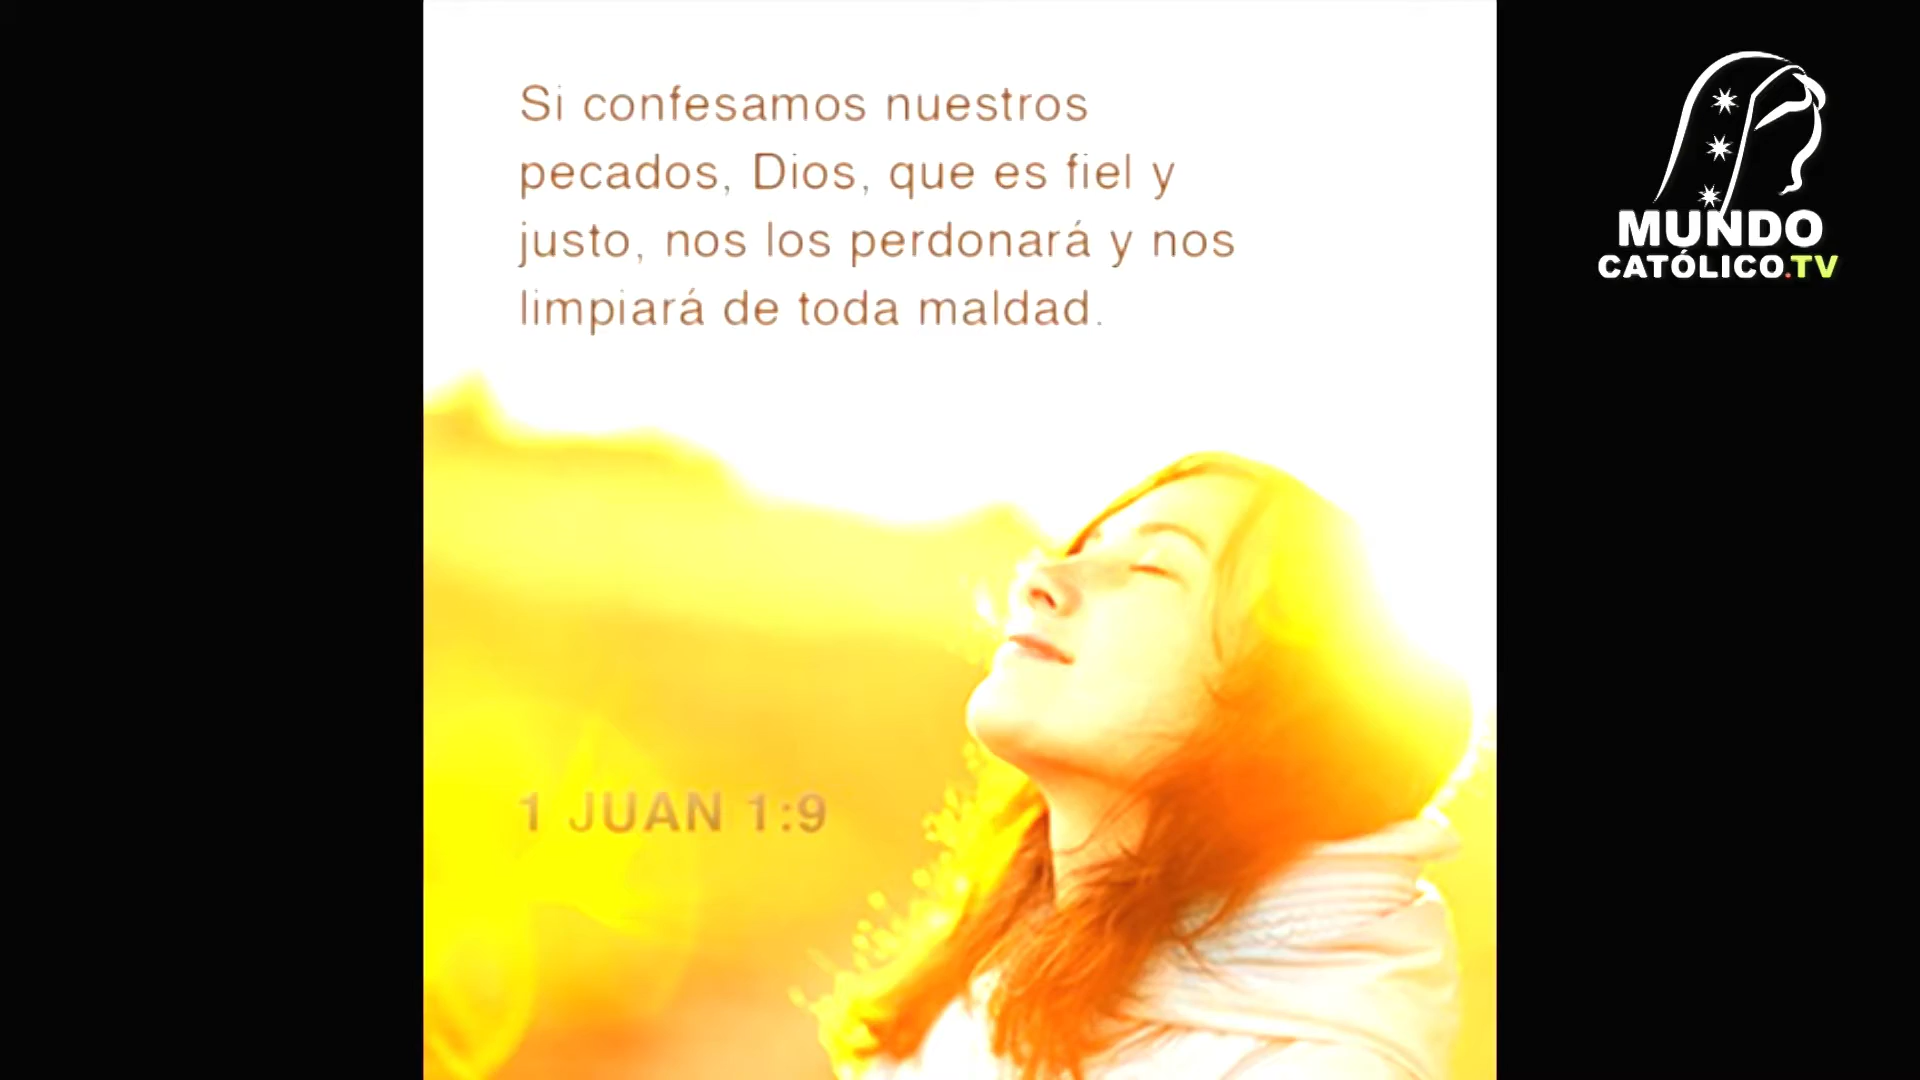 Si confesamos nuestros
pecados, Dios, que es fiel y
justo, nos los perdonará y nos
limpiará de toda maldad.
1 JUAN 1:9
MUNDO
CATÓLICO.TV